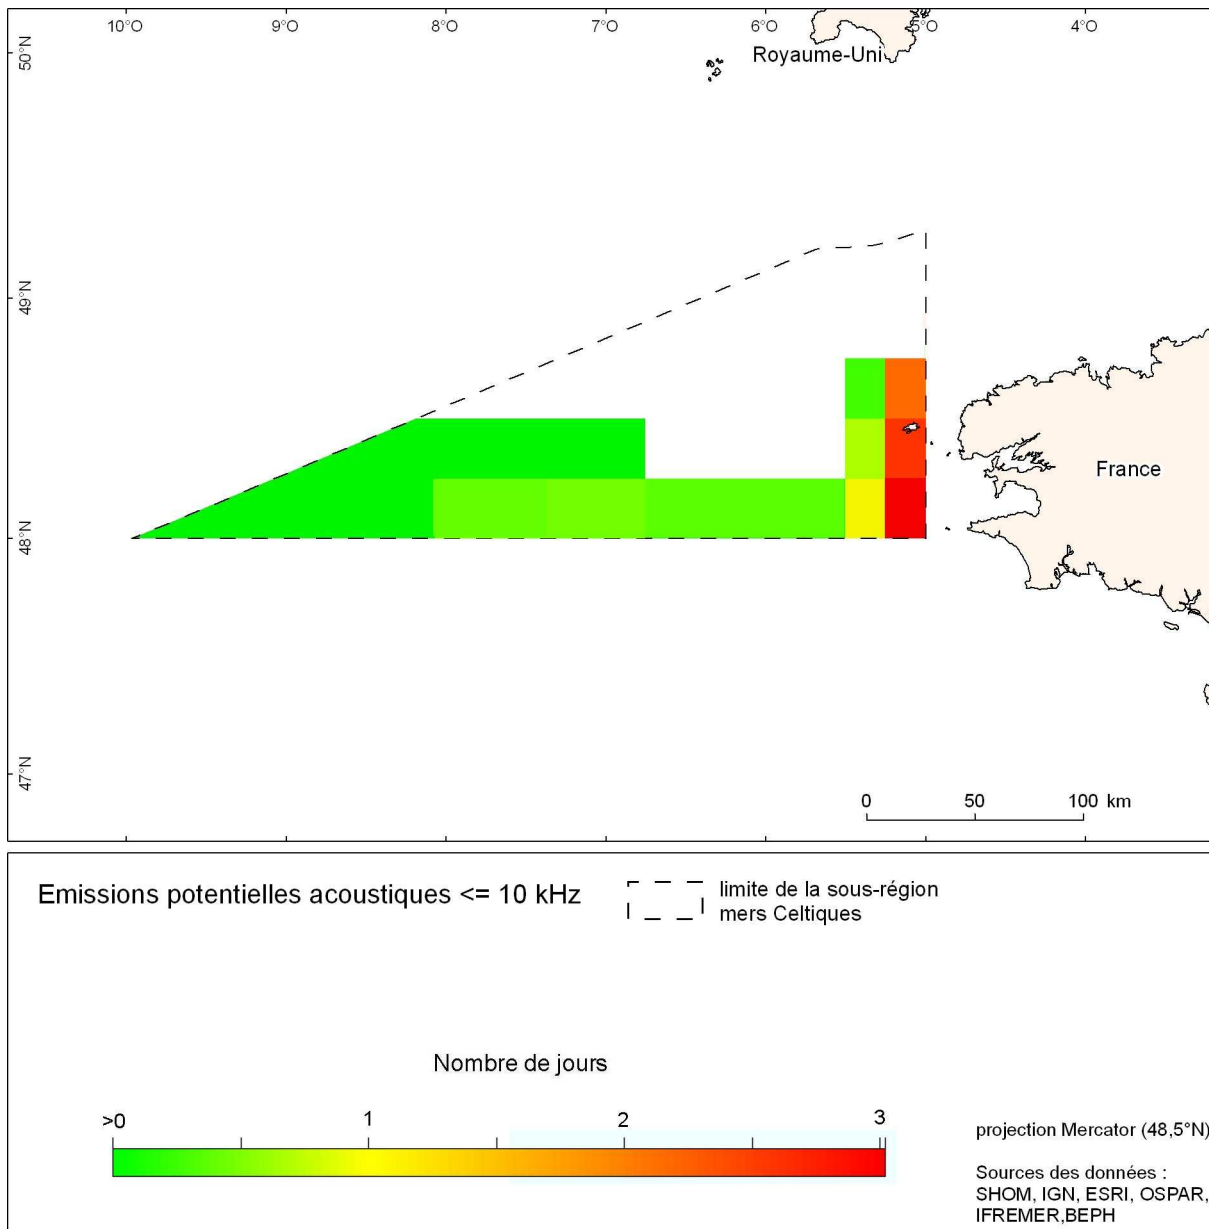 10°O 9°O 8°O 7°O 6°O 5°O 4°O
50°N
Royaume-Uni
49°N
France
48°N
47°N
0 50 100 km
Emissions potentielles acoustiques <= 10 kHz
limite de la sous-région
mers Celtiques
Nombre de jours
>0 1 2 3
projection Mercator (48,5°N)
Sources des données :
SHOM, IGN, ESRI, OSPAR,
IFREMER,BEPH